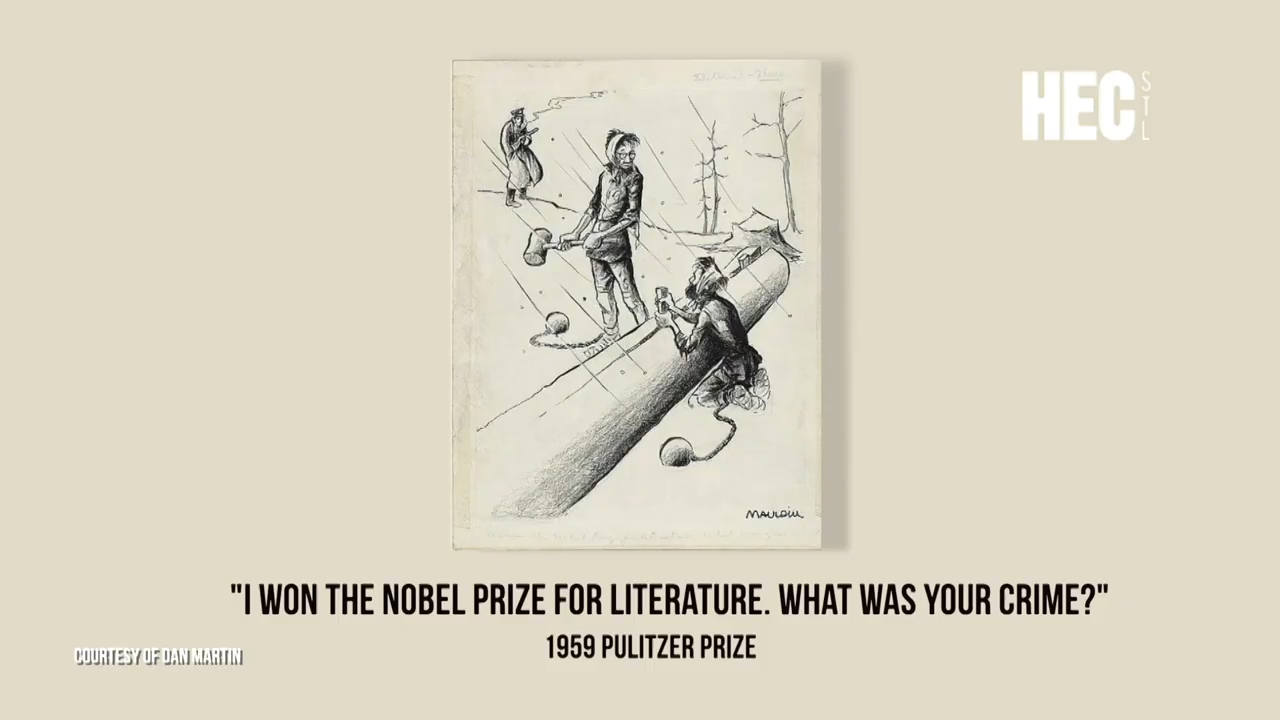 HEC
STL
MAULDIN
"I WON THE NOBEL PRIZE FOR LITERATURE. WHAT WAS YOUR CRIME?"
1959 PULITZER PRIZE
COURTESY OF DAN MARTIN